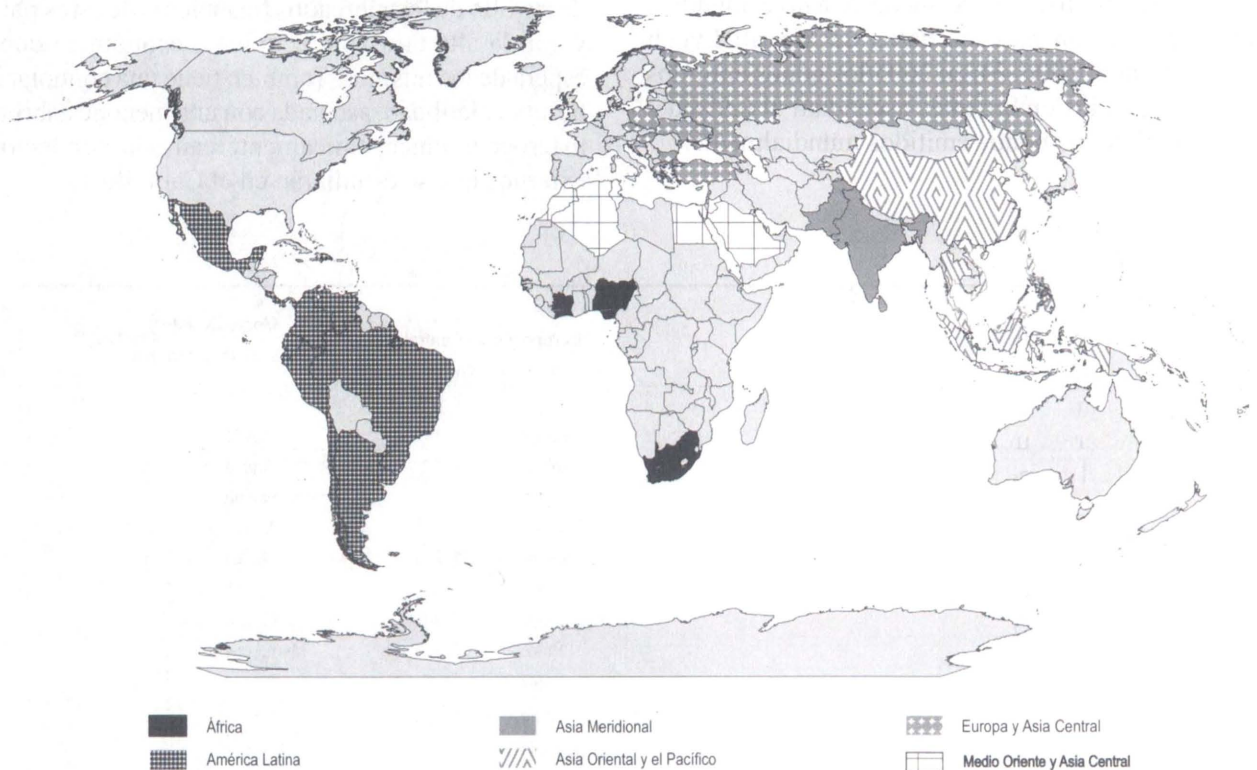 África
Asia Meridional
Europa y Asia Central
América Latina
Asia Oriental y el Pacífico
Medio Oriente y Asia Central